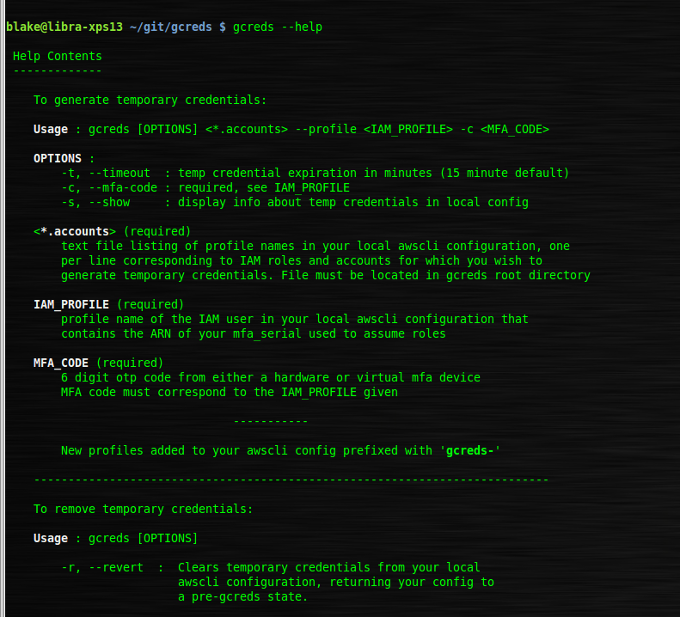 blake@libra-xps13 ~/git/gcreds $ gcreds --help
Help Contents
-------------
To generate temporary credentials:
Usage : gcreds [OPTIONS] <*.accounts> --profile <IAM_PROFILE> -c <MFA_CODE>
OPTIONS :
-t, --timeout  : temp credential expiration in minutes (15 minute default)
-c, --mfa-code : required, see IAM_PROFILE
-s, --show     : display info about temp credentials in local config
<*.accounts> (required)
text file listing of profile names in your local awscli configuration, one
per line corresponding to IAM roles and accounts for which you wish to
generate temporary credentials. File must be located in gcreds root directory
IAM_PROFILE (required)
profile name of the IAM user in your local awscli configuration that
contains the ARN of your mfa_serial used to assume roles
MFA_CODE (required)
6 digit otp code from either a hardware or virtual mfa device
MFA code must correspond to the IAM_PROFILE given
-----------
New profiles added to your awscli config prefixed with 'gcreds-'
---------------------------------------------------------------------------
To remove temporary credentials:
Usage : gcreds [OPTIONS]
-r, --revert  :  Clears temporary credentials from your local
awscli configuration, returning your config to
a pre-gcreds state.